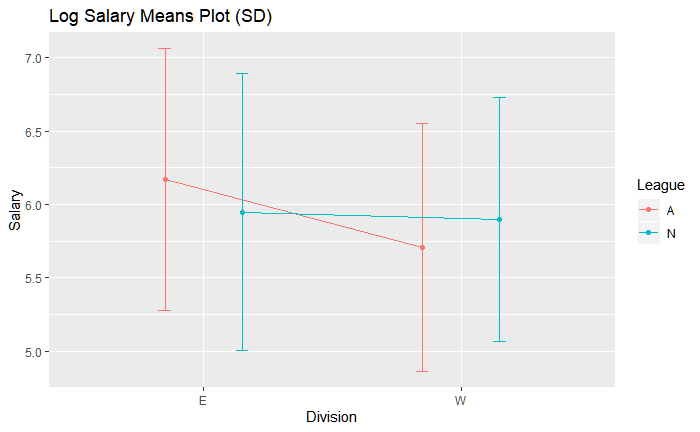 Log Salary Means Plot (SD)
7.0
6.5
6.0
5.5
5.0
Salary
E W
Division
League
A
N